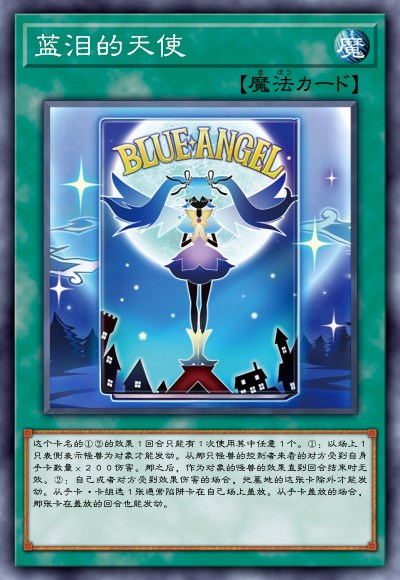 蓝泪的天使
魔
【魔法カード】
ま ほう
BLUE ANGEL
这个卡名的①②的效果1回合只能有1次使用其中任意1个。①：以场上1
只表侧表示怪兽为对象才能发动。从那只怪兽的控制者来看的对方受到自身
手卡数量×200伤害。那之后，作为对象的怪兽的效果直到回合结束时无
效。②：自己或者对方受到效果伤害的场合，把墓地的这张卡除外才能发
动。从手卡·卡组选1张通常陷阱卡在自己场上盖放。从手卡盖放的场合，
那张卡在盖放的回合也能发动。